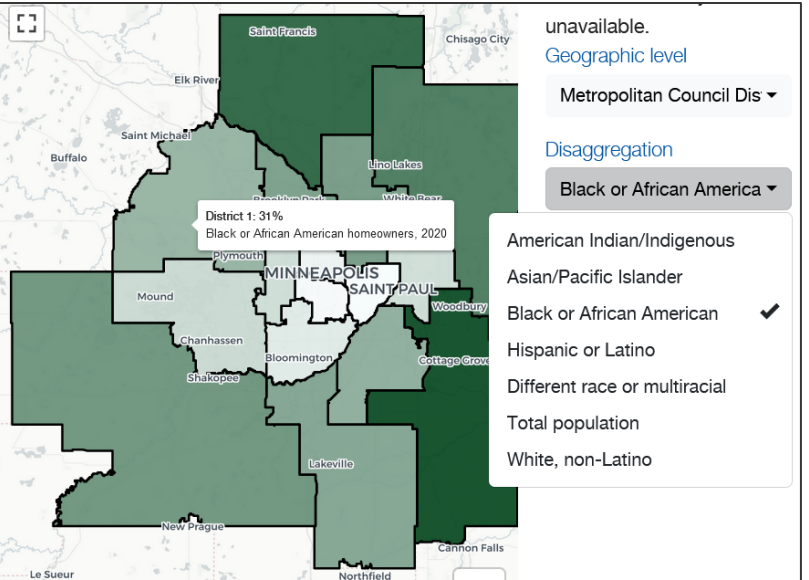 Saint Francis
Chisago City
Elk River
Saint Michael
Buffalo
Lino Lakes
Brooklyn Park
White Bear
District 1: 31%
Black or African American homeowners, 2020
Plymouth
MINNEAPOLIS
SAINT PAUL
Mound
Woodbury
Chanhassen
Bloomington
Cottage Grove
Shakopee
Lakeville
New Prague
Cannon Falls
Le Sueur
Northfield
unavailable.
Geographic level
Metropolitan Council Dis
Disaggregation
Black or African America
American Indian/Indigenous
Asian/Pacific Islander
Black or African American
Hispanic or Latino
Different race or multiracial
Total population
White, non-Latino